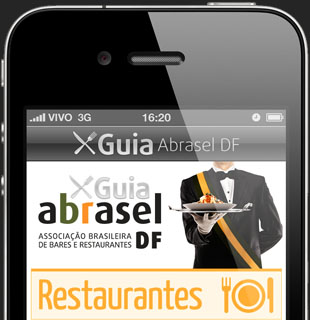 VIVO 3G 16:20
Guia Abrasel DF
Guia
abrasel
ASSOCIAÇÃO BRASILEIRA
DE BARES E RESTAURANTES DF
Restaurantes